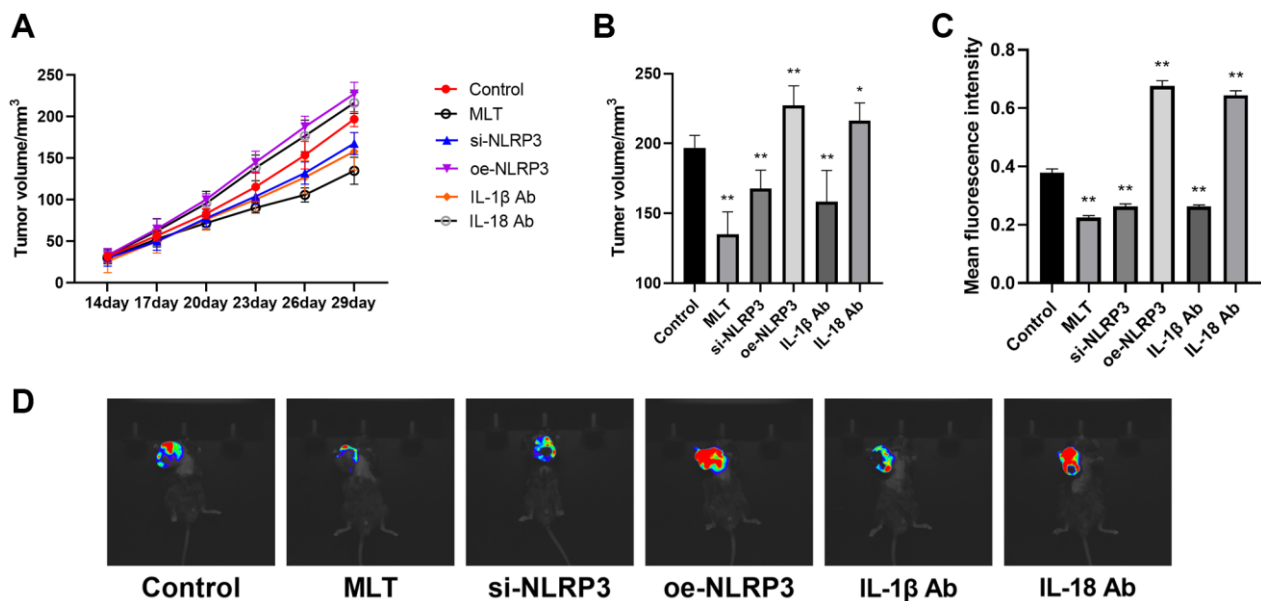 A
Tumor volume/mm³
250
200
150
100
50
0
14day 17day 20day 23day 26day 29day
Control
MLT
si-NLRP3
oe-NLRP3
IL-1β Ab
IL-18 Ab
B
Tumor volume/mm³
250
200
150
100
**
**
**
**
*
Control
MLT
si-NLRP3
oe-NLRP3
IL-1β Ab
IL-18 Ab
C
Mean fluorescence intensity
0.8
0.6
0.4
0.2
0.0
**
**
**
**
**
Control
MLT
si-NLRP3
oe-NLRP3
IL-1β Ab
IL-18 Ab
D
Control MLT si-NLRP3 oe-NLRP3 IL-1β Ab IL-18 Ab